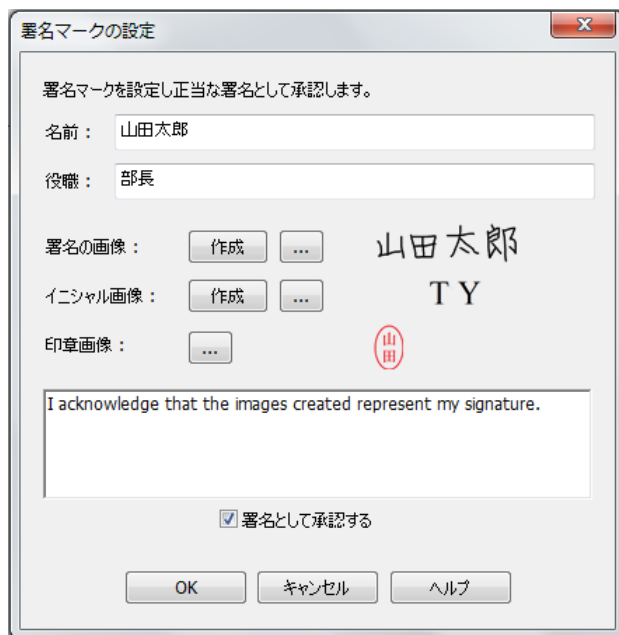 署名マークの設定
署名マークを設定し正当な署名として承認します。
名前： 山田太郎
役職： 部長
署名の画像： 作成 ... 山田太郎
イニシャル画像： 作成 ... T Y
印章画像： ... 山田
I acknowledge that the images created represent my signature.
署名として承認する
OK キャンセル ヘルプ